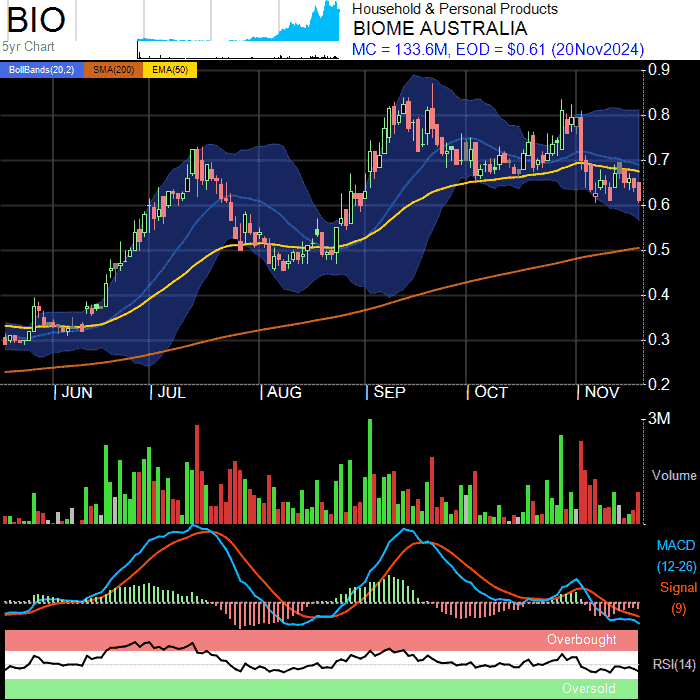 BIO
5yr Chart
Household & Personal Products
BIOME AUSTRALIA
MC = 133.6M, EOD = $0.61 (20Nov2024)
BollBands(20,2) SMA(200) EMA(50)
0.9
0.8
0.7
0.6
0.5
0.4
0.3
0.2
JUN JUL AUG SEP OCT NOV
3M
Volume
MACD
(12-26)
Signal
(9)
Overbought
RSI(14)
Oversold